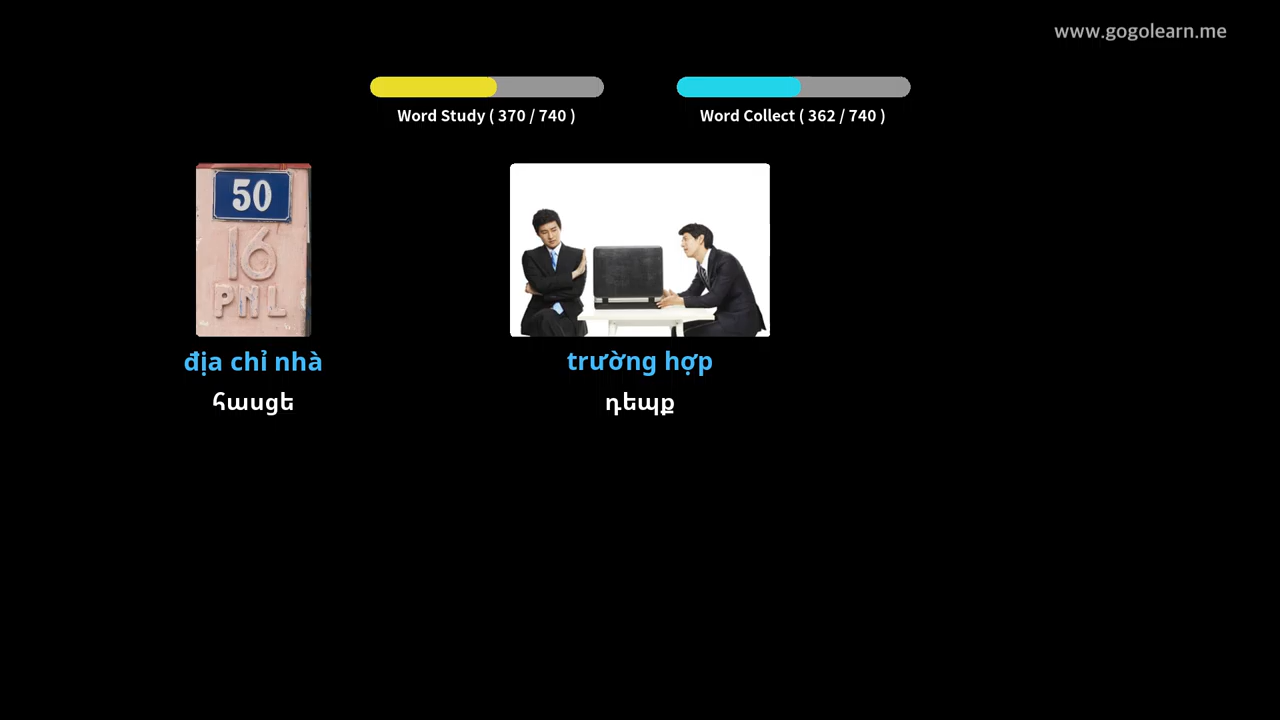 www.gogolearn.me
Word Study ( 370 / 740 )
Word Collect ( 362 / 740 )
50
16
PNL
địa chỉ nhà
trường hợp
հասցե
դեպք